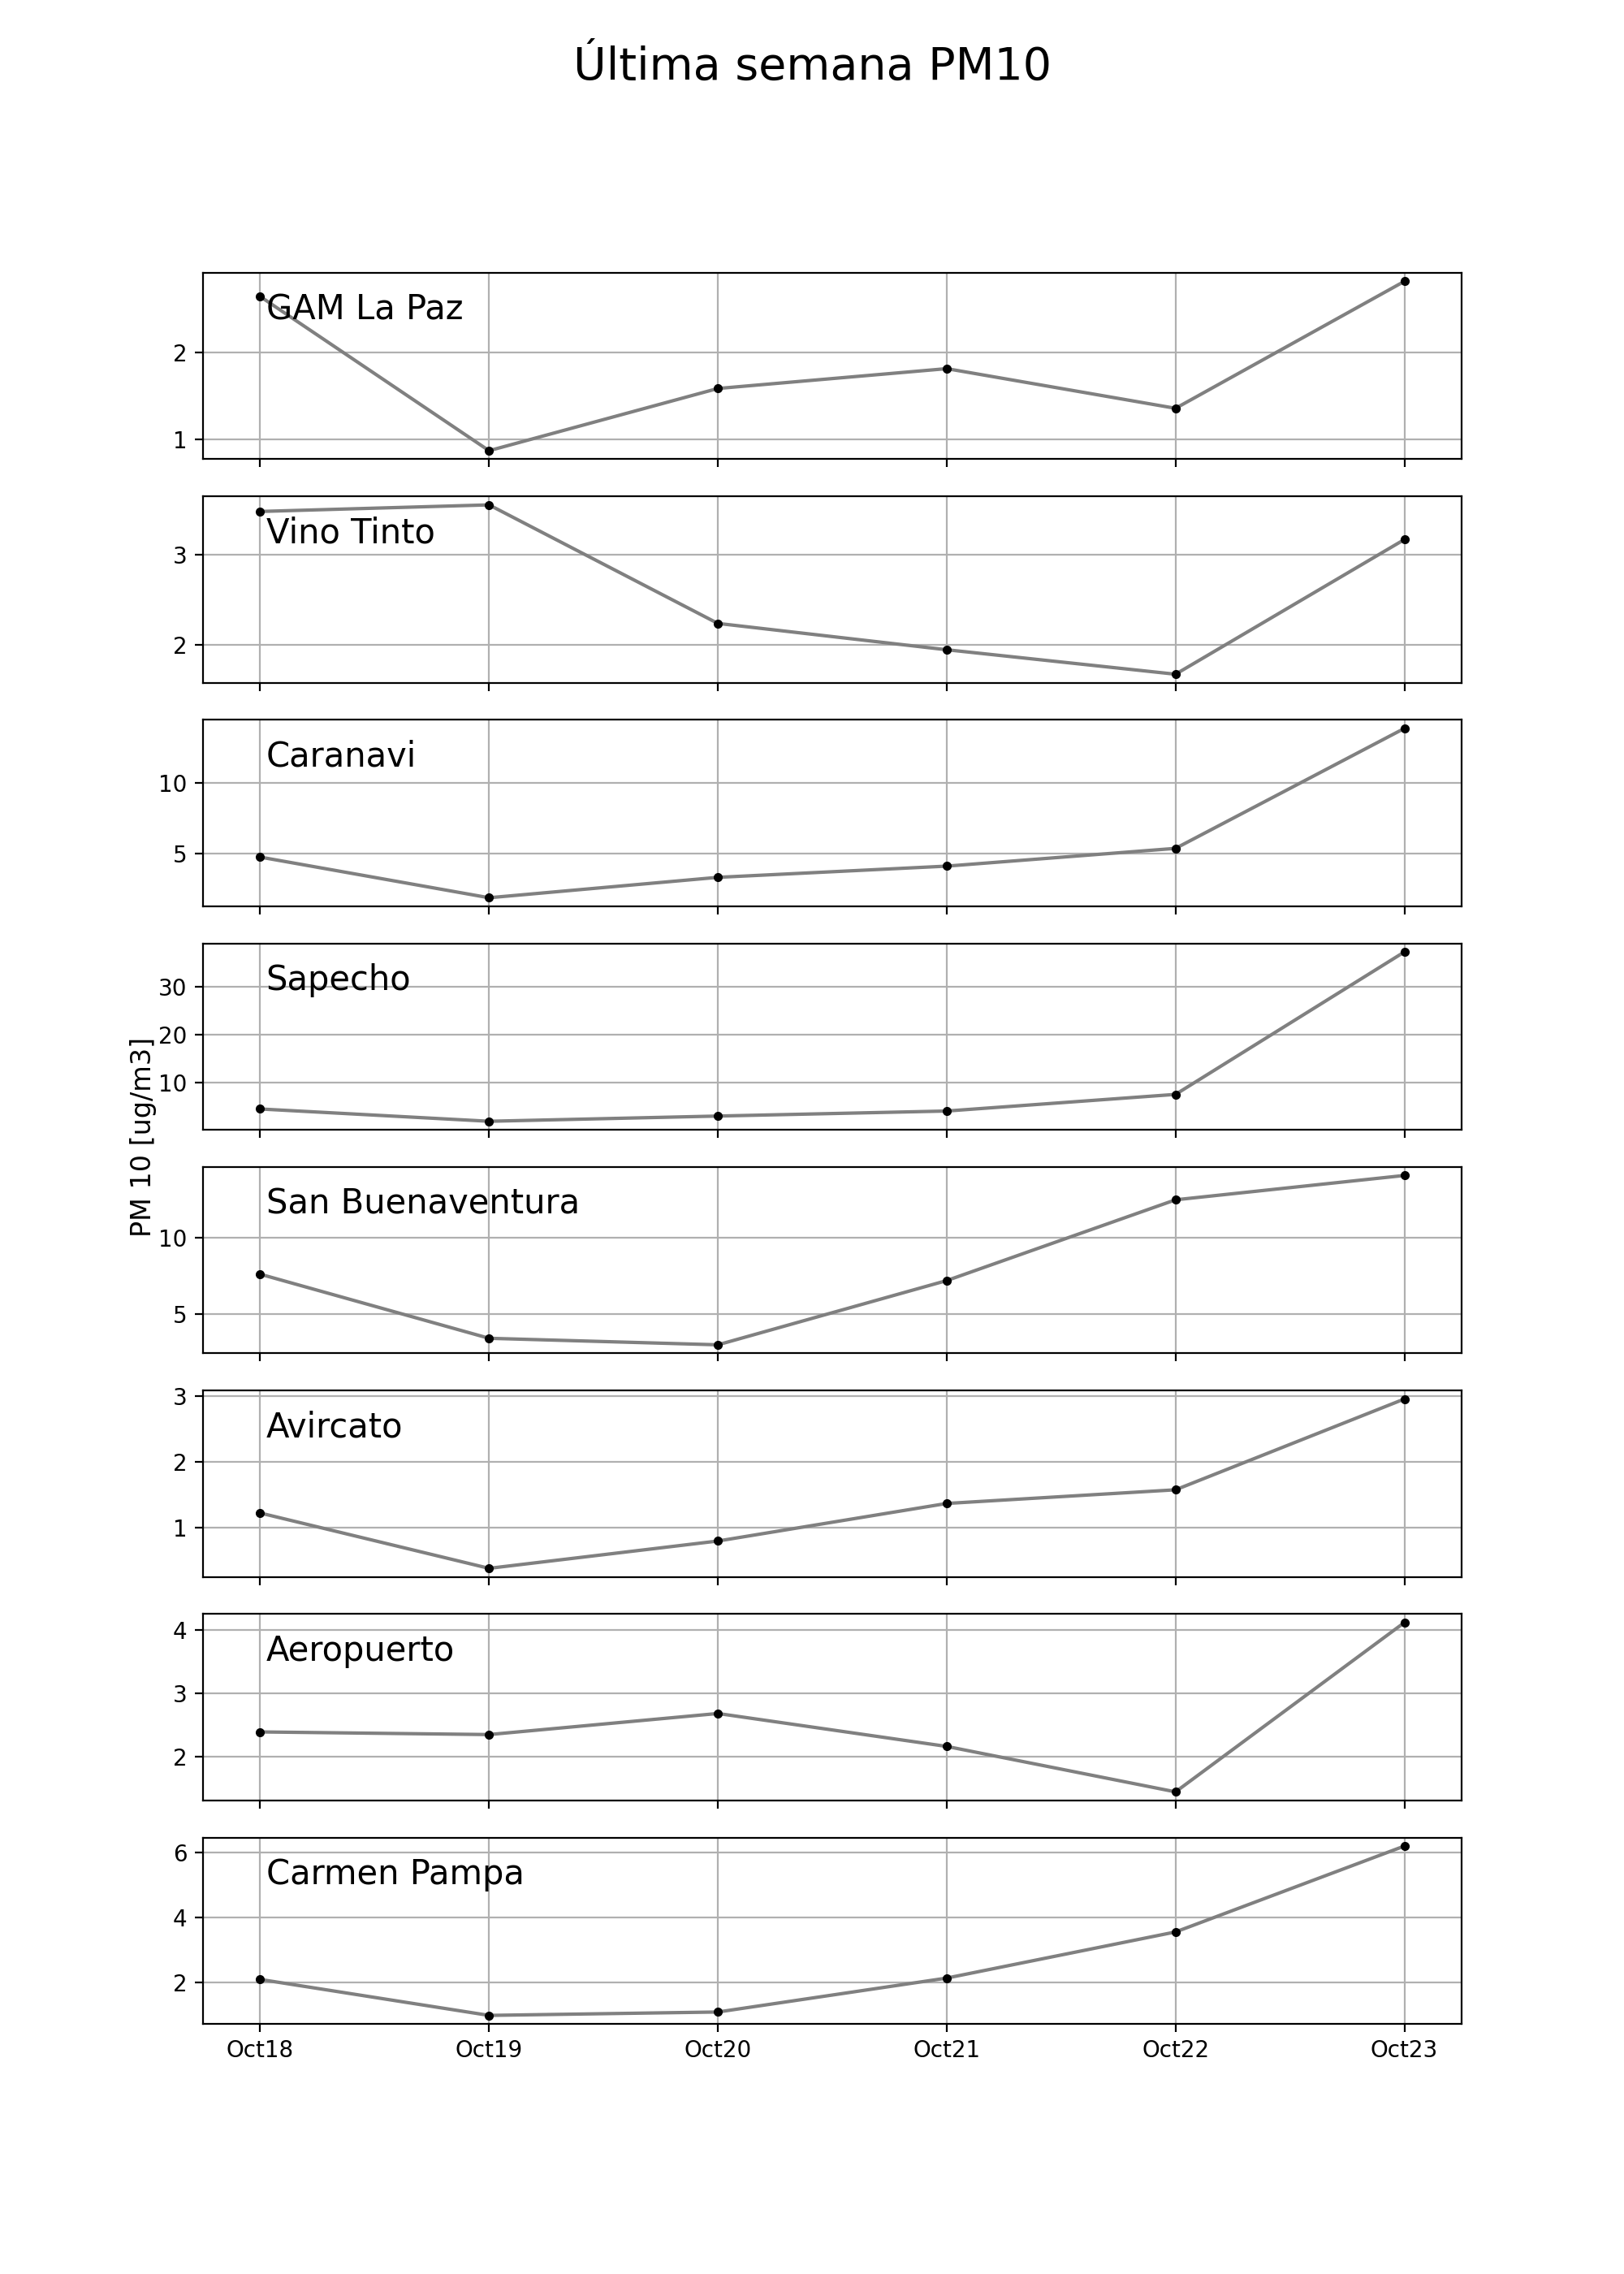 Última semana PM10
GAM La Paz
2
1
Vino Tinto
3
2
Caranavi
10
5
Sapecho
30
20
10
PM 10 [ug/m3]
San Buenaventura
10
5
Avircato
3
2
1
Aeropuerto
4
3
2
Carmen Pampa
6
4
2
Oct18 Oct19 Oct20 Oct21 Oct22 Oct23